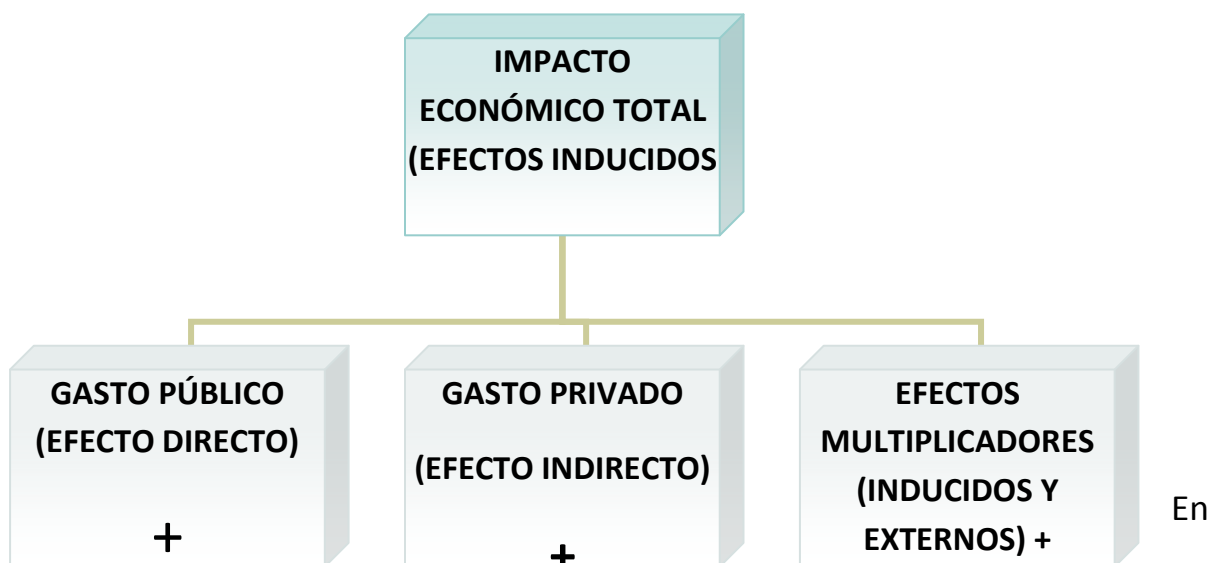 IMPACTO
ECONÓMICO TOTAL
(EFECTOS INDUCIDOS
GASTO PÚBLICO
(EFECTO DIRECTO)
+
GASTO PRIVADO
(EFECTO INDIRECTO)
+
EFECTOS
MULTIPLICADORES
(INDUCIDOS Y
EXTERNOS) +
En